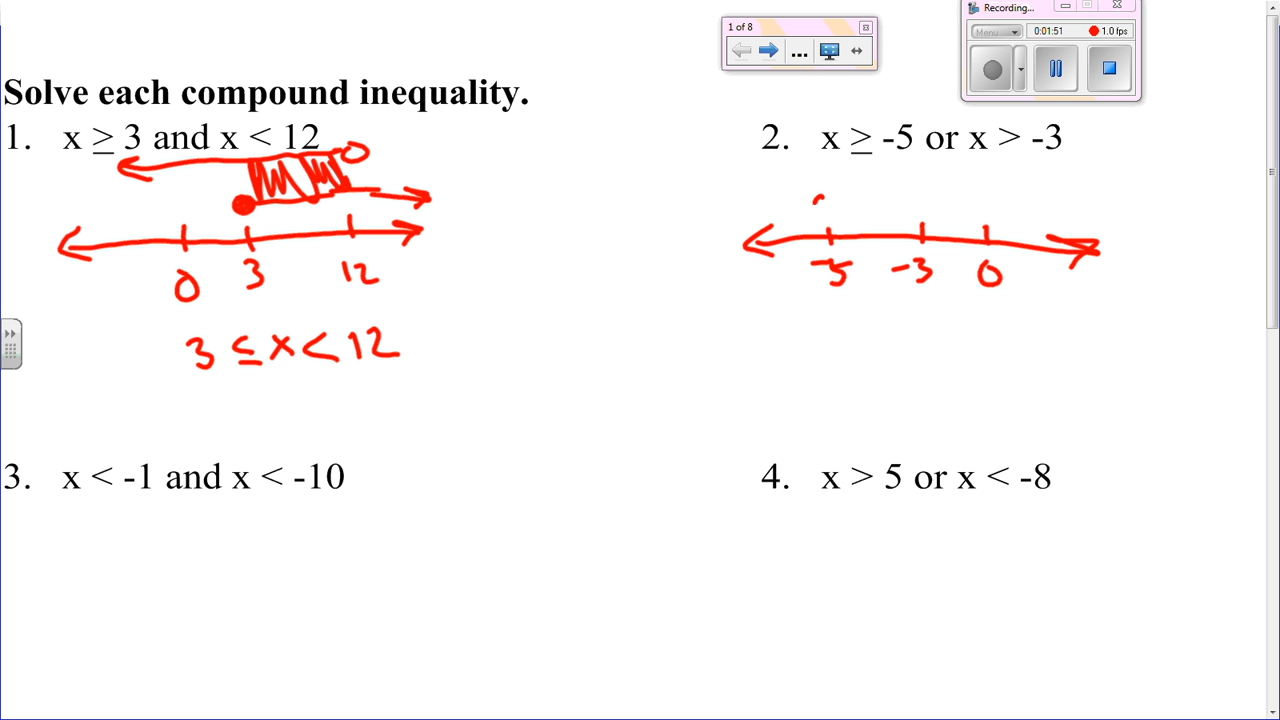 1 of 8
Recording...
Menu
0:01:51
1.0 fps
...
Solve each compound inequality.
1. x ≥ 3 and x < 12
0 3 12
3 ≤ x < 12
2. x ≥ -5 or x > -3
-5 -3 0
3. x < -1 and x < -10
4. x > 5 or x < -8